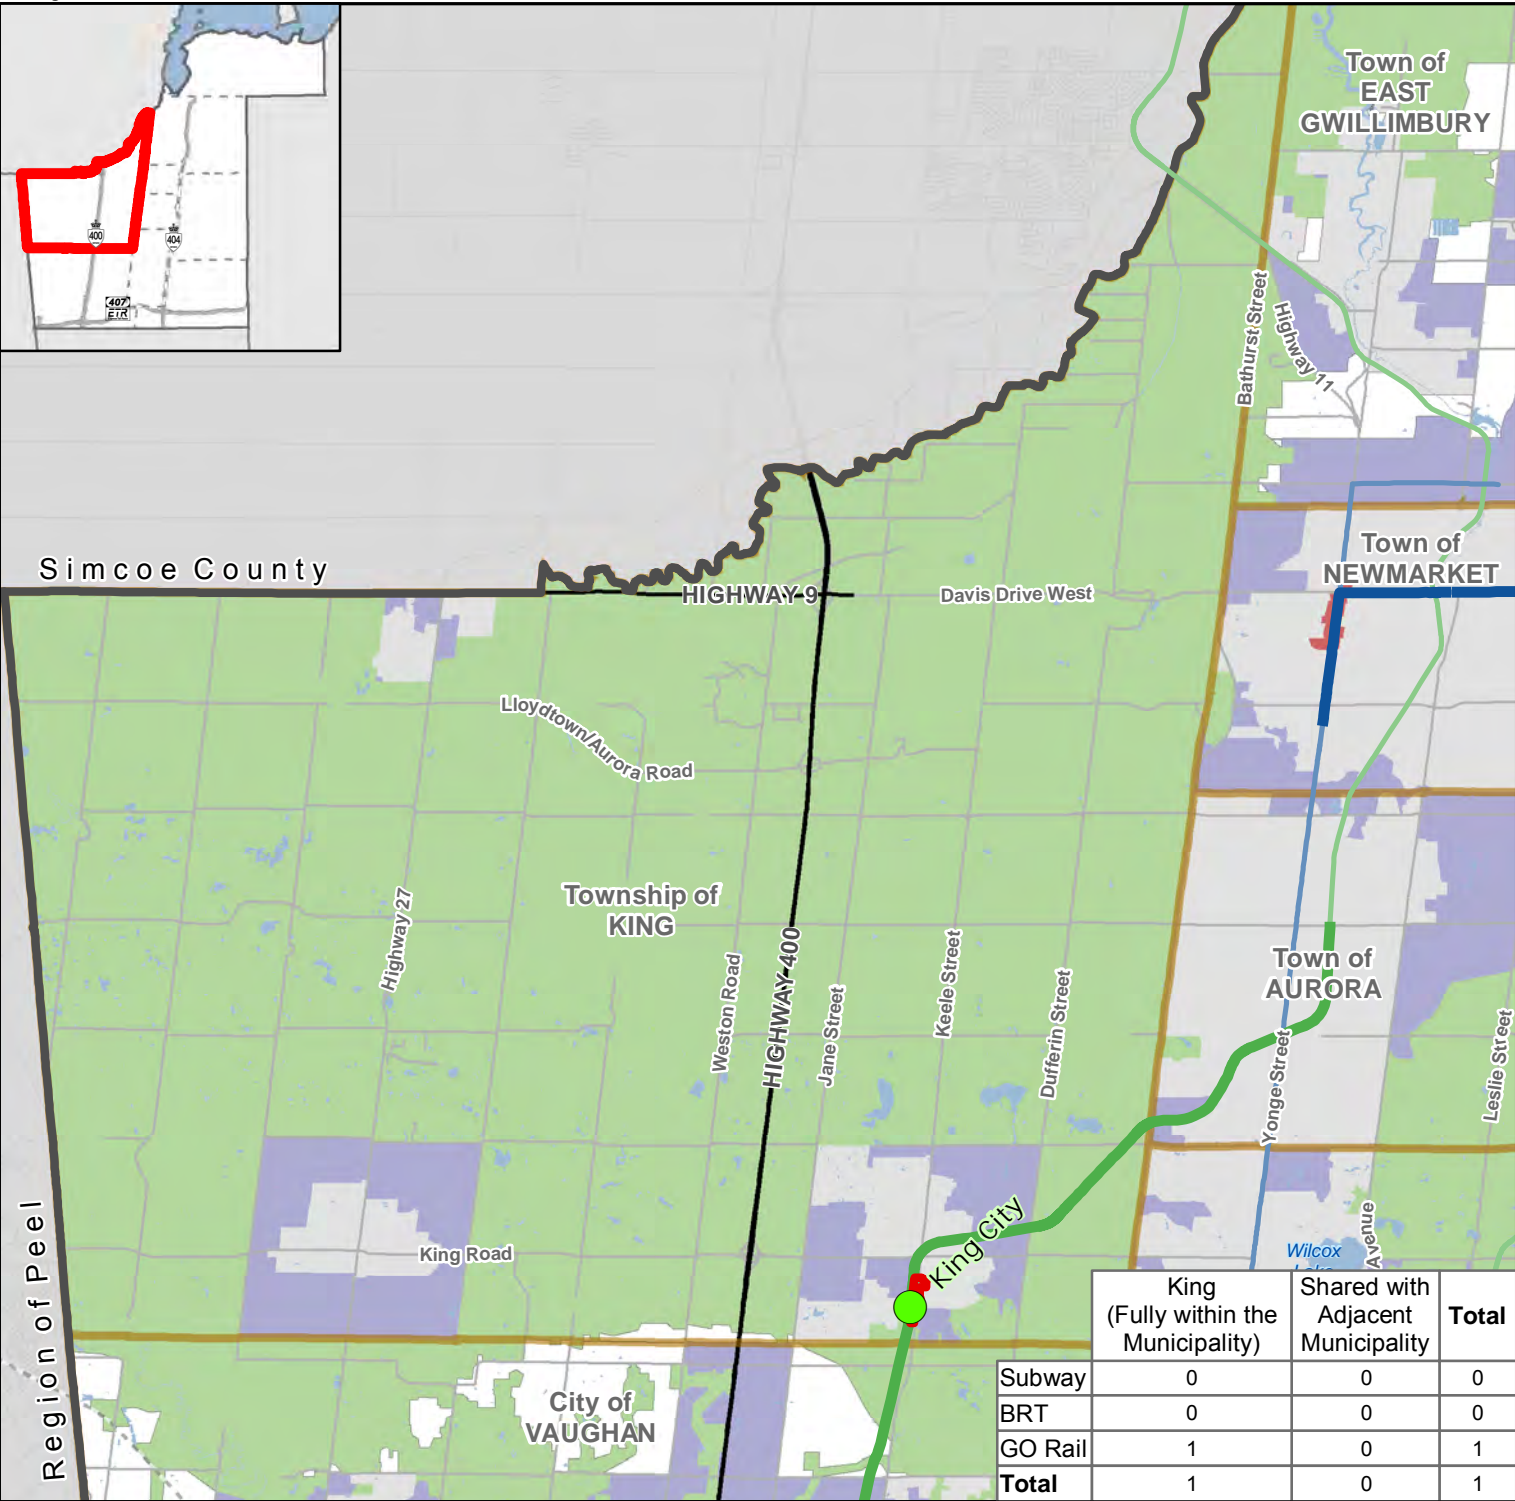 400
404
407
ETR
Town of
EAST
GWILLIMBURY
Bathurst Street
Highway 11
Simcoe County
HIGHWAY 9
Davis Drive West
Town of
NEWMARKET
Lloydtown/Aurora Road
Township of
KING
Highway 27
Weston Road
HIGHWAY 400
Jane Street
Keele Street
Dufferin Street
Town of
AURORA
Yonge Street
Leslie Street
Region of Peel
King Road
King City
Wilcox
Avenue
City of
VAUGHAN
King
(Fully within the
Municipality)
Shared with
Adjacent
Municipality
Total
Subway 0 0 0
BRT 0 0 0
GO Rail 1 0 1
Total 1 0 1